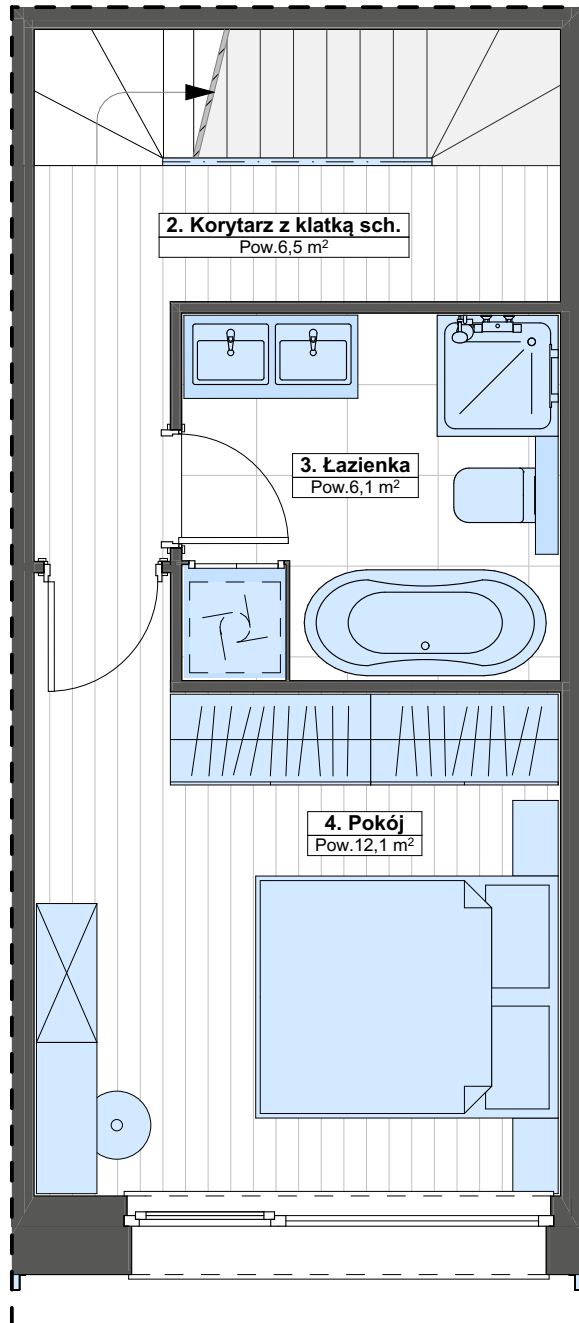 2. Korytarz z klatką sch.
Pow.6,5 m²
3. Łazienka
Pow.6,1 m²
4. Pokój
Pow.12,1 m²